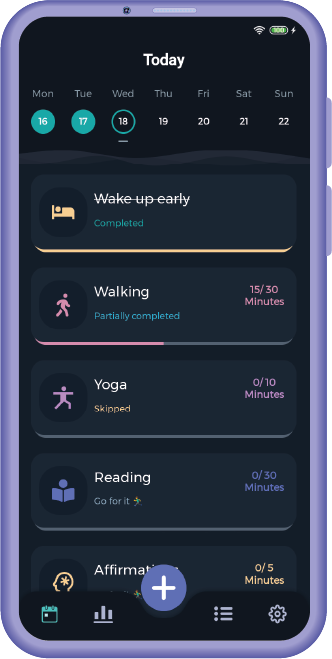 100
Today
Mon Tue Wed Thu Fri Sat Sun
16 17 18 19 20 21 22
Wake up early
Completed
Walking
15/30
Minutes
Partially completed
Yoga
0/10
Minutes
Skipped
Reading
0/30
Minutes
Go for it 🏃
0/5
Minutes